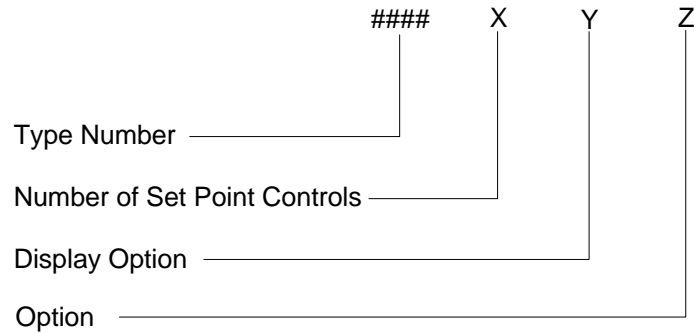 #### X Y Z
Type Number
Number of Set Point Controls
Display Option
Option